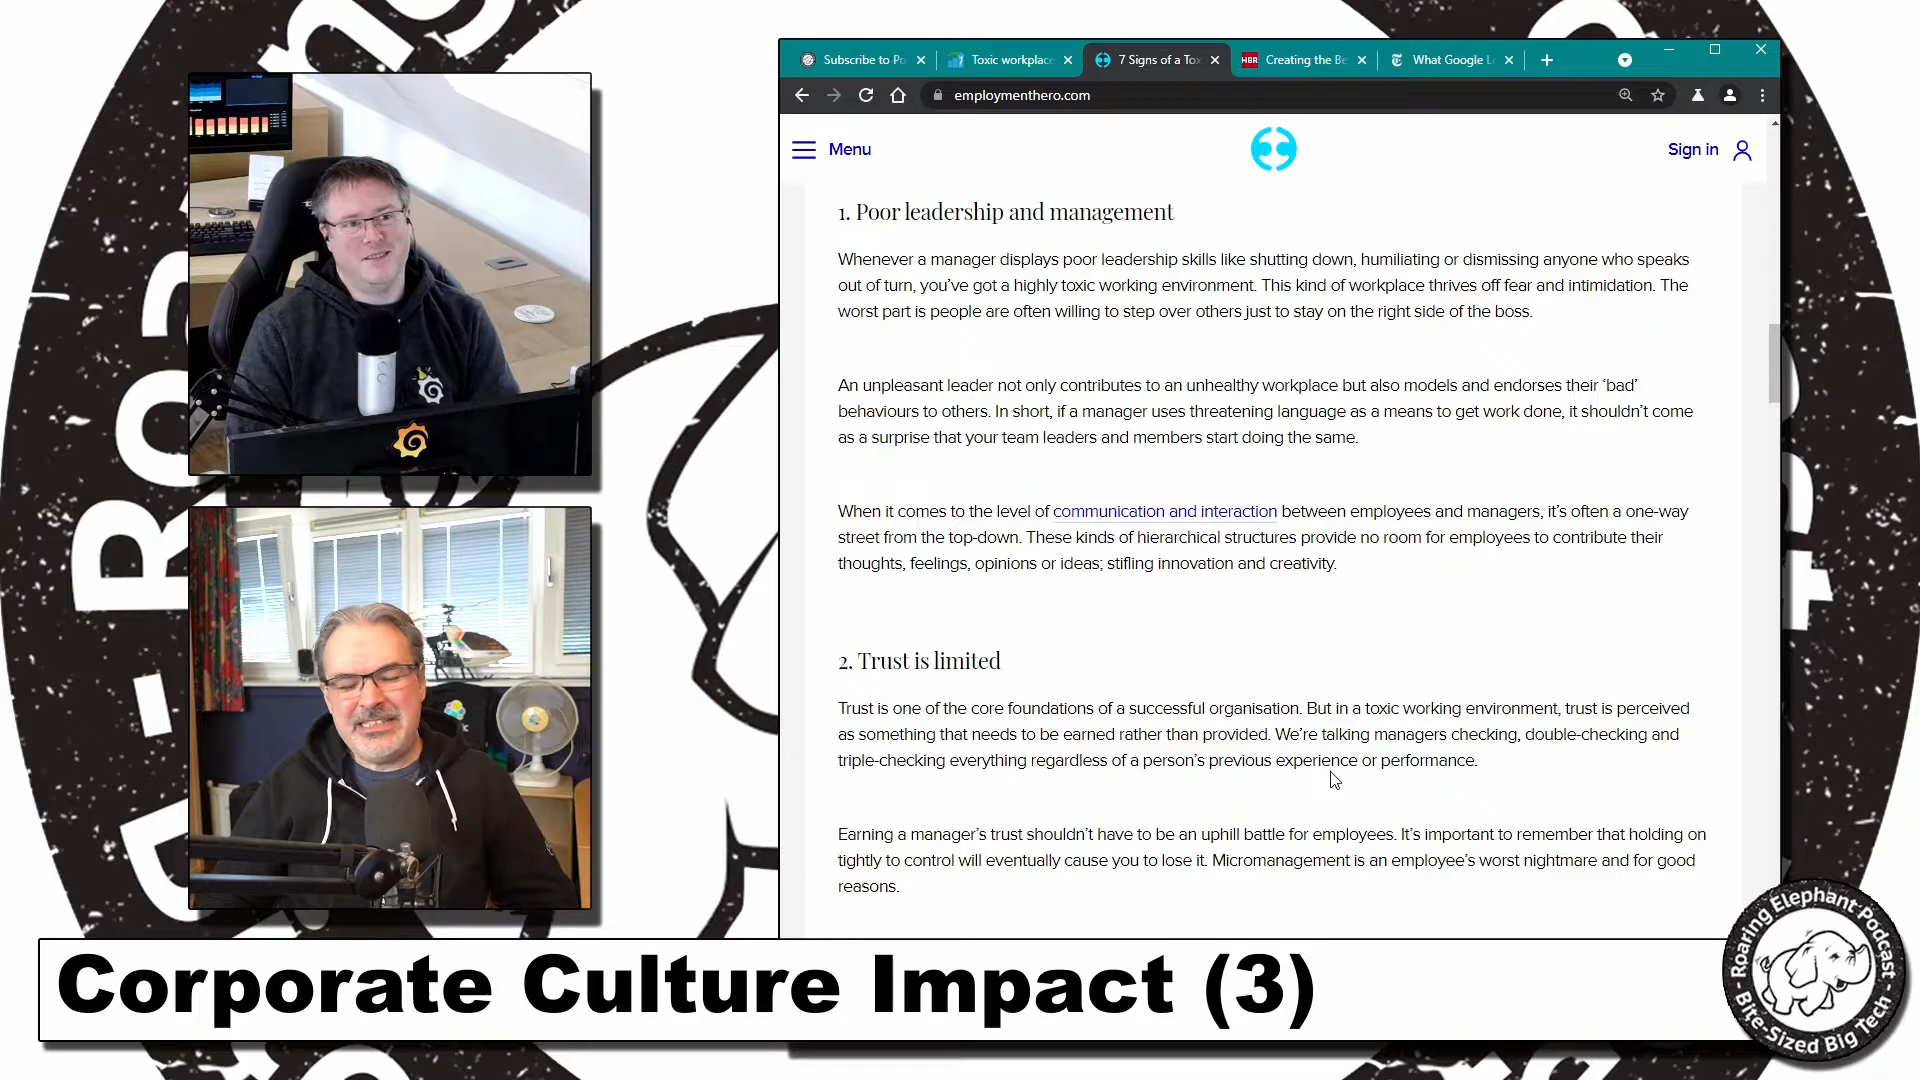 Subscribe to Po
Toxic workplace
7 Signs of a Tox
HBR
Creating the Be
What Google Le
employmenthero.com
Menu
Sign in
1. Poor leadership and management
Whenever a manager displays poor leadership skills like shutting down, humiliating or dismissing anyone who speaks
out of turn, you’ve got a highly toxic working environment. This kind of workplace thrives off fear and intimidation. The
worst part is people are often willing to step over others just to stay on the right side of the boss.
An unpleasant leader not only contributes to an unhealthy workplace but also models and endorses their ‘bad’
behaviours to others. In short, if a manager uses threatening language as a means to get work done, it shouldn’t come
as a surprise that your team leaders and members start doing the same.
When it comes to the level of communication and interaction between employees and managers, it’s often a one-way
street from the top-down. These kinds of hierarchical structures provide no room for employees to contribute their
thoughts, feelings, opinions or ideas; stifling innovation and creativity.
2. Trust is limited
Trust is one of the core foundations of a successful organisation. But in a toxic working environment, trust is perceived
as something that needs to be earned rather than provided. We’re talking managers checking, double-checking and
triple-checking everything regardless of a person’s previous experience or performance.
Earning a manager’s trust shouldn’t have to be an uphill battle for employees. It’s important to remember that holding on
tightly to control will eventually cause you to lose it. Micromanagement is an employee’s worst nightmare and for good
reasons.
Corporate Culture Impact (3)
- Roaring Elephant Podcast -
Bite-Sized Big Tech